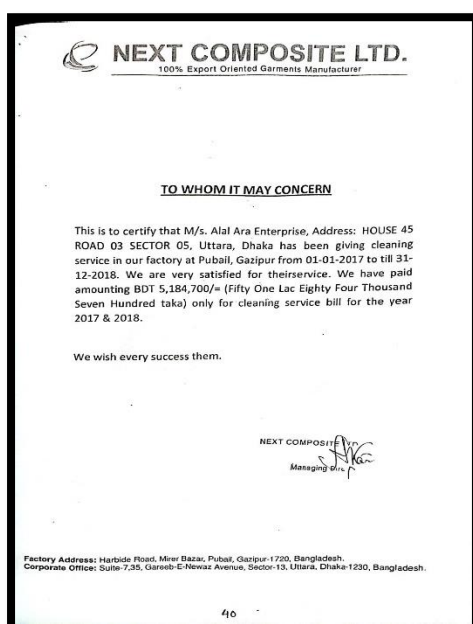 NEXT COMPOSITE LTD.
100% Export Oriented Garments Manufacturer
TO WHOM IT MAY CONCERN
This is to certify that M/s. Alal Ara Enterprise, Address: HOUSE 45
ROAD 03 SECTOR 05, Uttara, Dhaka has been giving cleaning
service in our factory at Pubail, Gazipur from 01-01-2017 to till 31-
12-2018. We are very satisfied for theirservice. We have paid
amounting BDT 5,184,700/= (Fifty One Lac Eighty Four Thousand
Seven Hundred taka) only for cleaning service bill for the year
2017 & 2018.
We wish every success them.
NEXT COMPOSIT
Managing
Factory Address: Harbide Road, Mirer Bazar, Pubail, Gazipur-1720, Bangladesh.
Corporate Office: Suite-7,35, Gareeb-E-Newaz Avenue, Sector-13, Uttara, Dhaka-1230, Bangladesh.
40